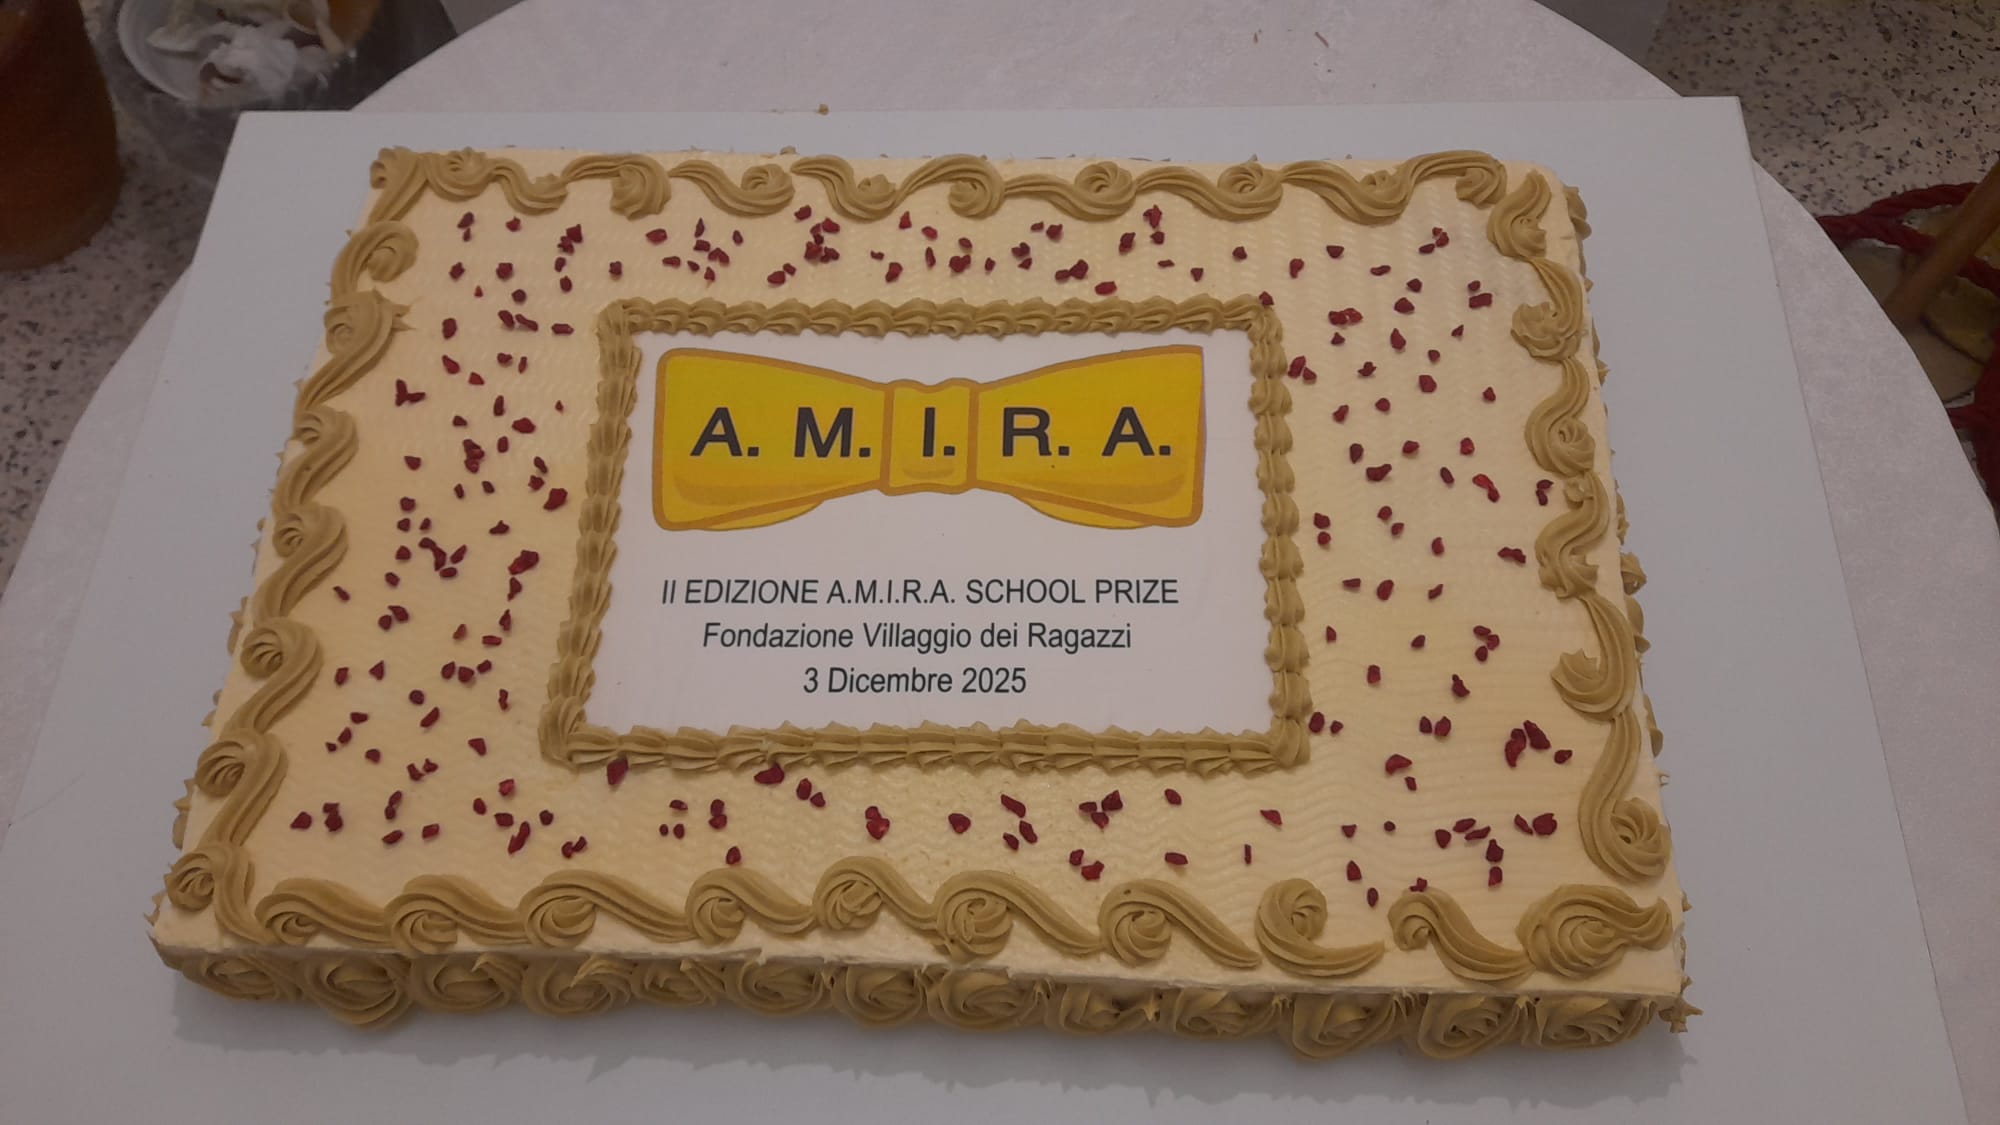 A. M. I. R. A.
II EDIZIONE A.M.I.R.A. SCHOOL PRIZE
Fondazione Villaggio dei Ragazzi
3 Dicembre 2025